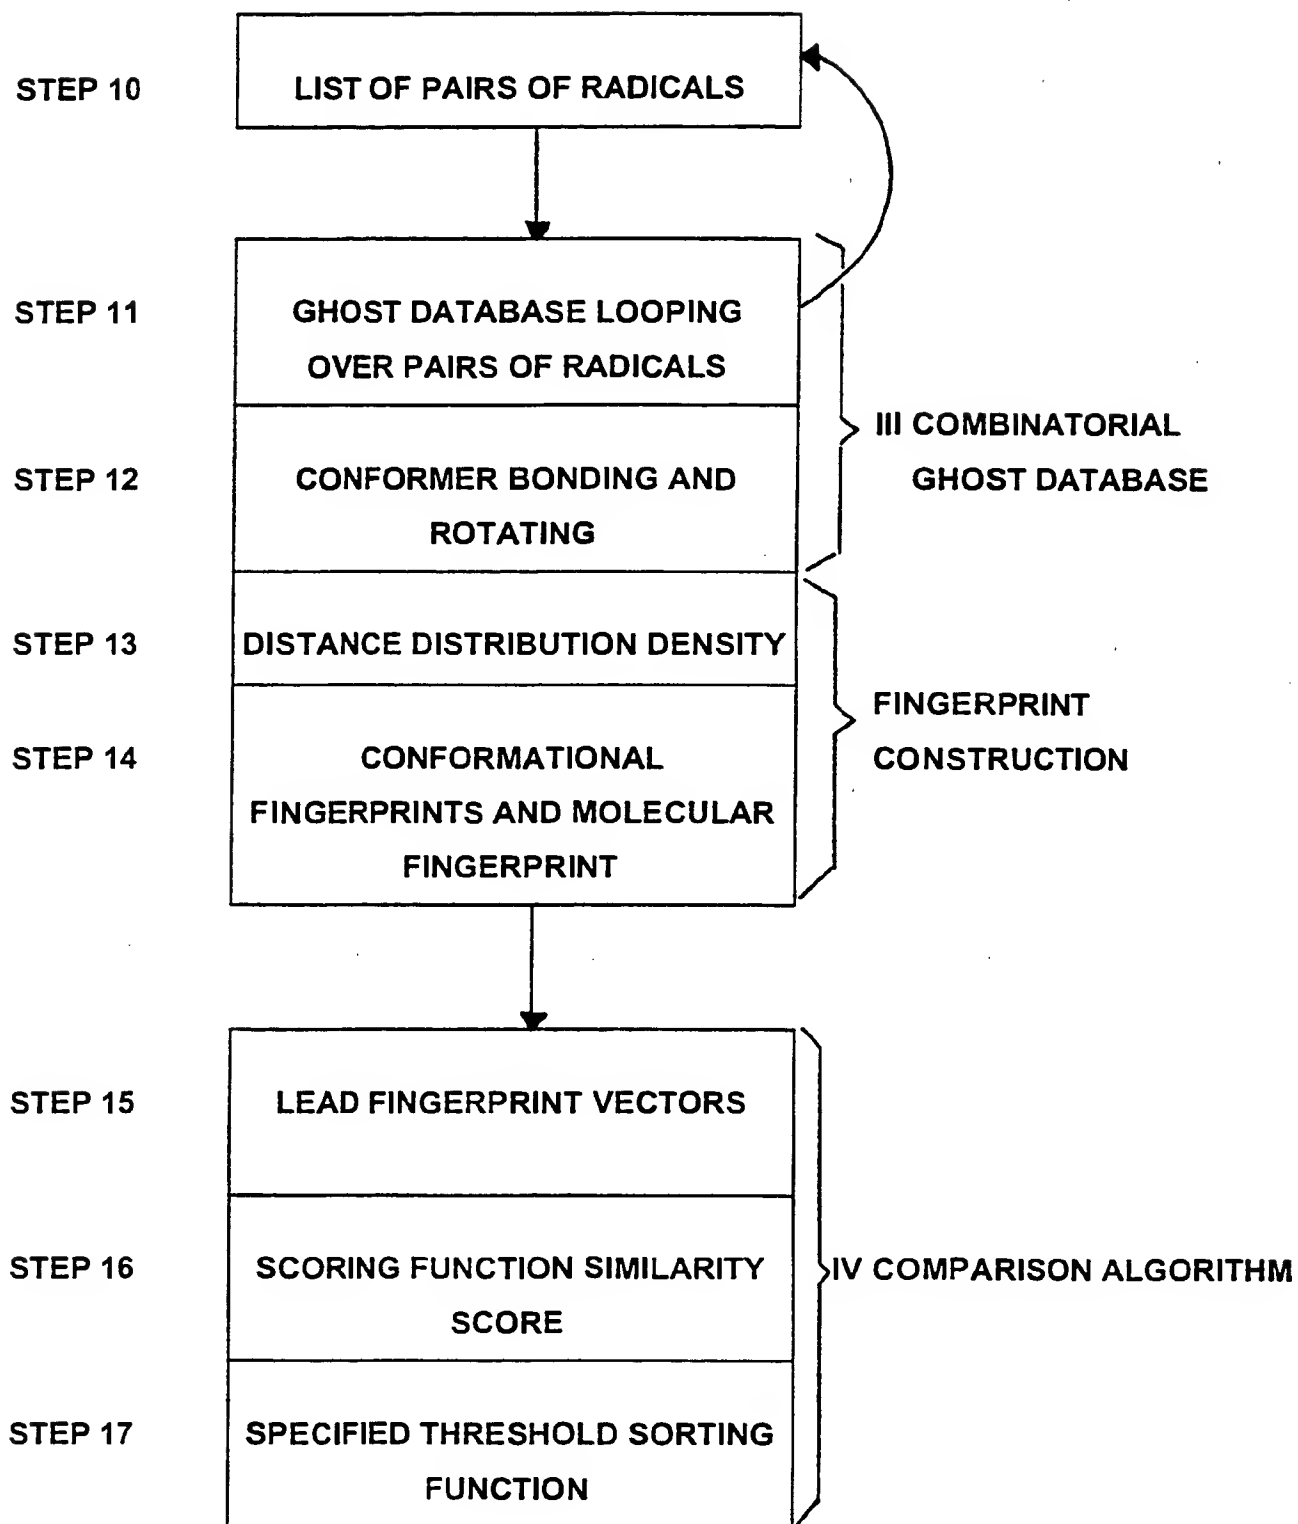 STEP 10
LIST OF PAIRS OF RADICALS
STEP 11
GHOST DATABASE LOOPING
OVER PAIRS OF RADICALS
STEP 12
CONFORMER BONDING AND
ROTATING
III COMBINATORIAL
GHOST DATABASE
STEP 13
DISTANCE DISTRIBUTION DENSITY
STEP 14
CONFORMATIONAL
FINGERPRINTS AND MOLECULAR
FINGERPRINT
FINGERPRINT
CONSTRUCTION
STEP 15
LEAD FINGERPRINT VECTORS
STEP 16
SCORING FUNCTION SIMILARITY
SCORE
IV COMPARISON ALGORITHM
STEP 17
SPECIFIED THRESHOLD SORTING
FUNCTION